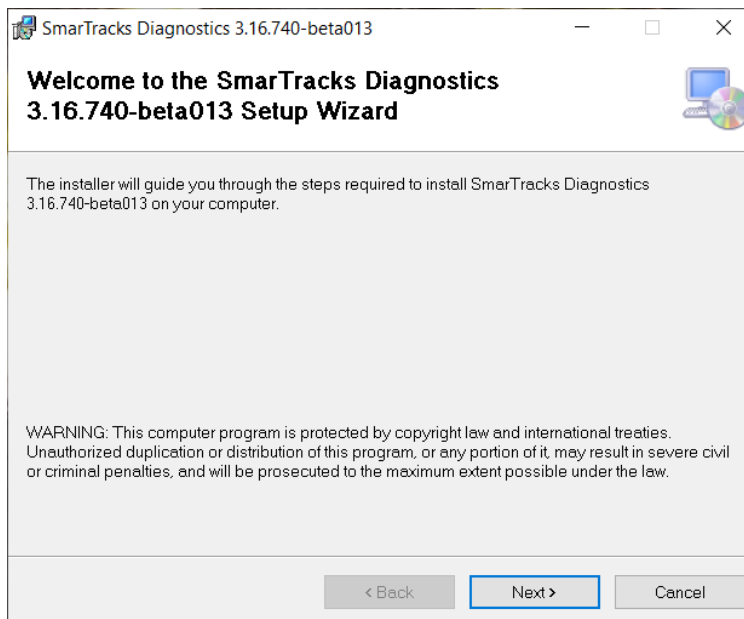 SmarTracks Diagnostics 3.16.740-beta013
Welcome to the SmarTracks Diagnostics
3.16.740-beta013 Setup Wizard
The installer will guide you through the steps required to install SmarTracks Diagnostics
3.16.740-beta013 on your computer.
WARNING: This computer program is protected by copyright law and international treaties.
Unauthorized duplication or distribution of this program, or any portion of it, may result in severe civil
or criminal penalties, and will be prosecuted to the maximum extent possible under the law.
< Back Next > Cancel